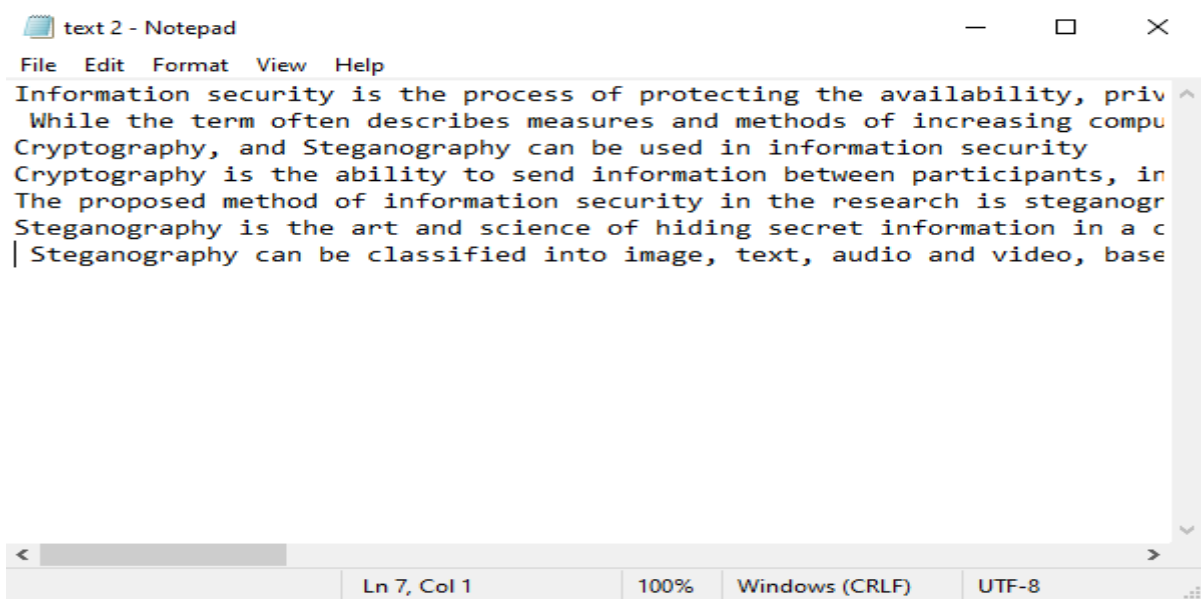 text 2 - Notepad
File Edit Format View Help
Information security is the process of protecting the availability, priv
While the term often describes measures and methods of increasing compu
Cryptography, and Steganography can be used in information security
Cryptography is the ability to send information between participants, in
The proposed method of information security in the research is steganogr
Steganography is the art and science of hiding secret information in a c
Steganography can be classified into image, text, audio and video, base
Ln 7, Col 1 100% Windows (CRLF) UTF-8